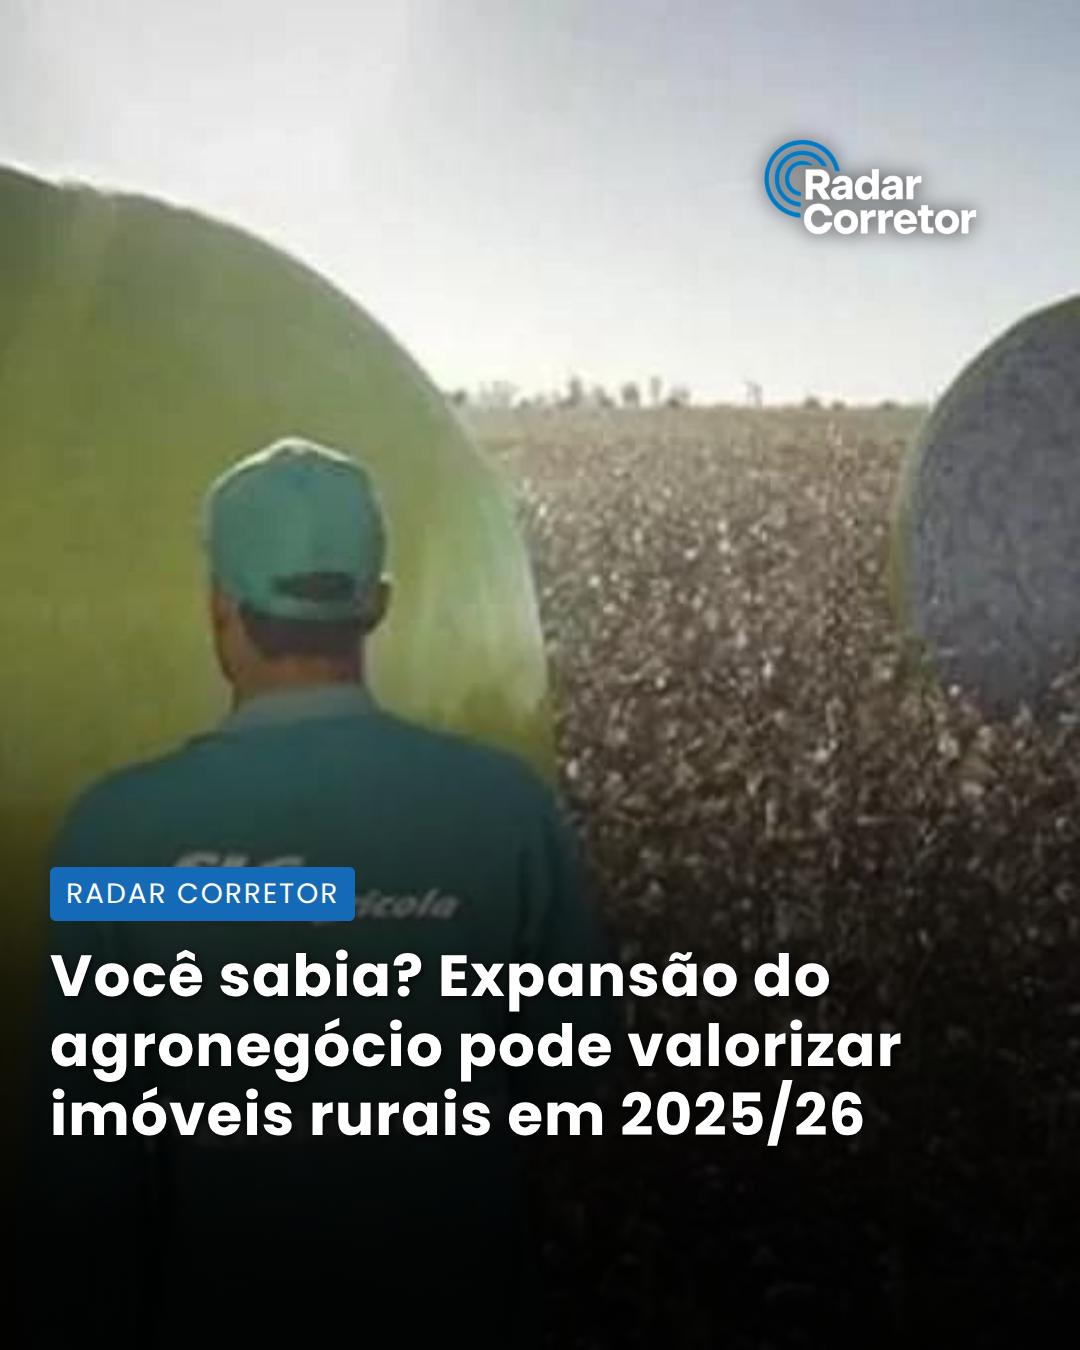 Radar
Corretor
RADAR CORRETOR
Você sabia? Expansão do
agronegócio pode valorizar
imóveis rurais em 2025/26